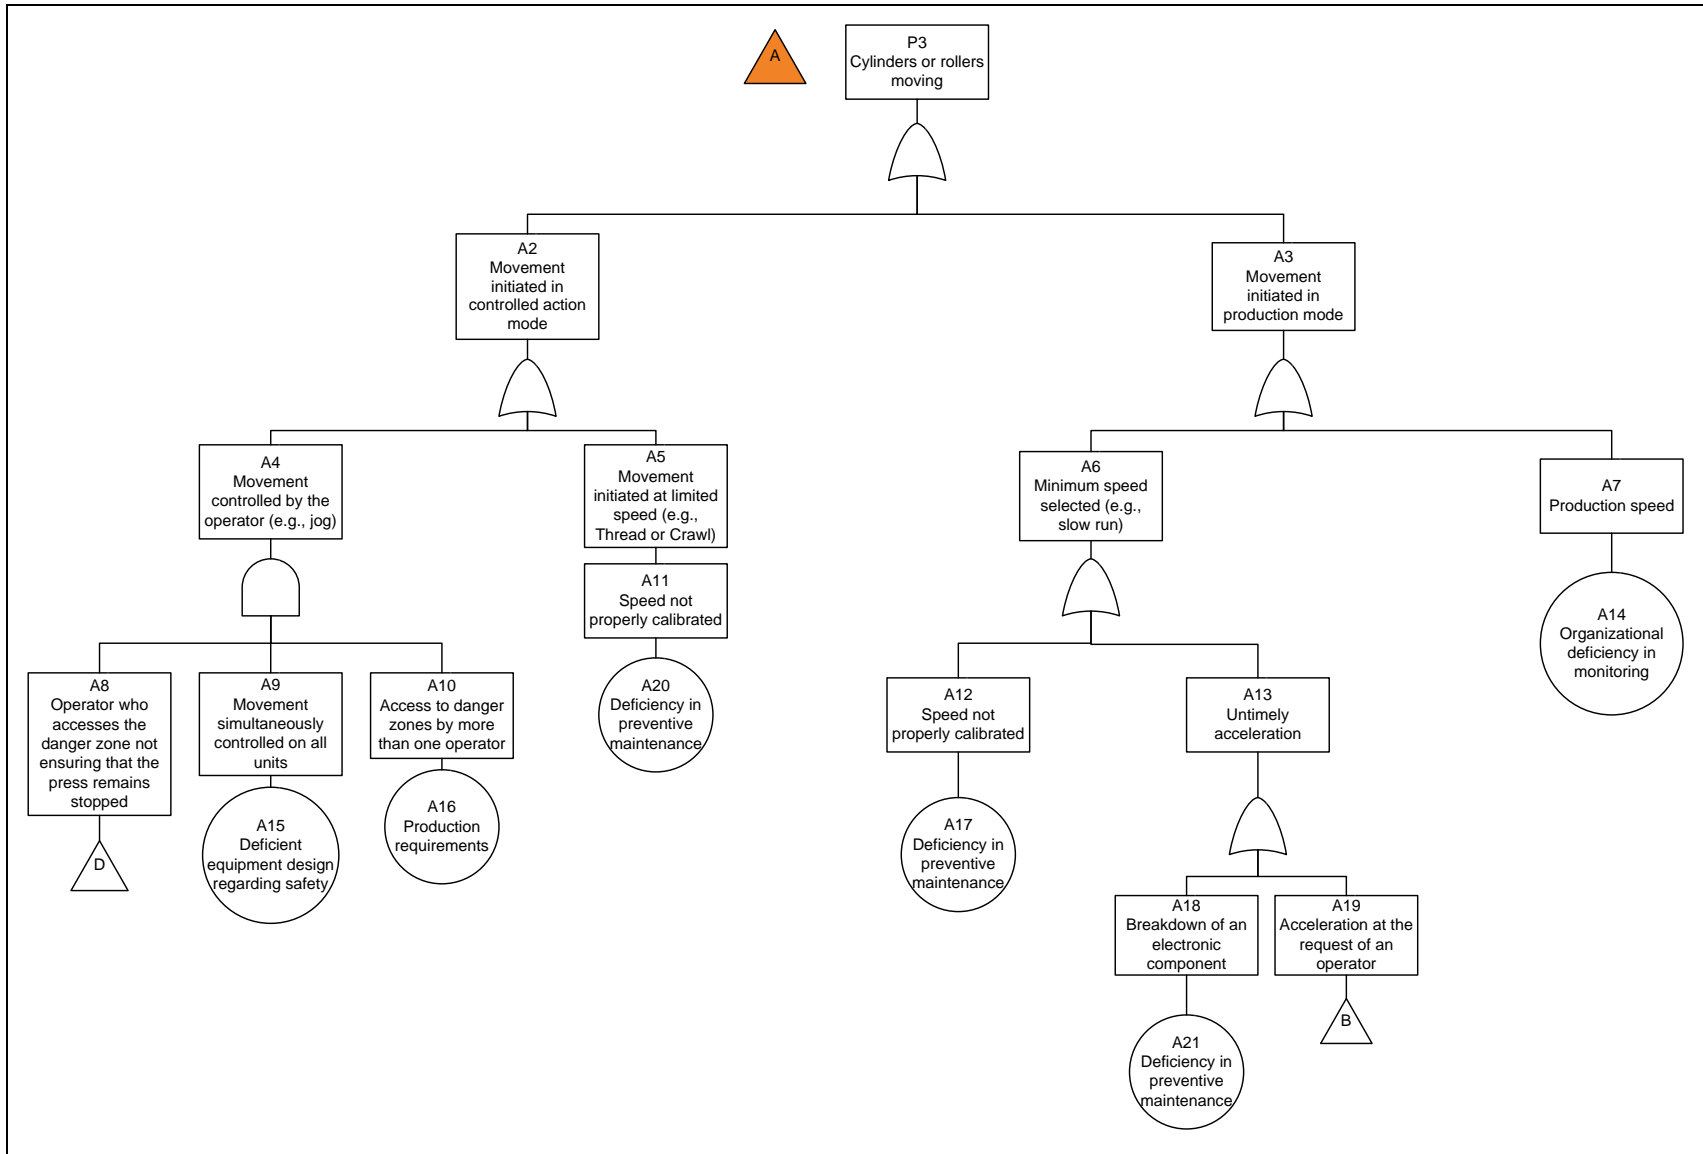 A
P3
Cylinders or rollers
moving
A2
Movement
initiated in
controlled action
mode
A3
Movement
initiated in
production mode
A4
Movement
controlled by the
operator (e.g., jog)
A5
Movement
initiated at limited
speed (e.g.,
Thread or Crawl)
A6
Minimum speed
selected (e.g.,
slow run)
A7
Production speed
A11
Speed not
properly calibrated
A14
Organizational
deficiency in
monitoring
A8
Operator who
accesses the
danger zone not
ensuring that the
press remains
stopped
A9
Movement
simultaneously
controlled on all
units
A10
Access to danger
zones by more
than one operator
A20
Deficiency in
preventive
maintenance
A12
Speed not
properly calibrated
A13
Untimely
acceleration
D
A15
Deficient
equipment design
regarding safety
A16
Production
requirements
A17
Deficiency in
preventive
maintenance
A18
Breakdown of an
electronic
component
A19
Acceleration at the
request of an
operator
B
A21
Deficiency in
preventive
maintenance